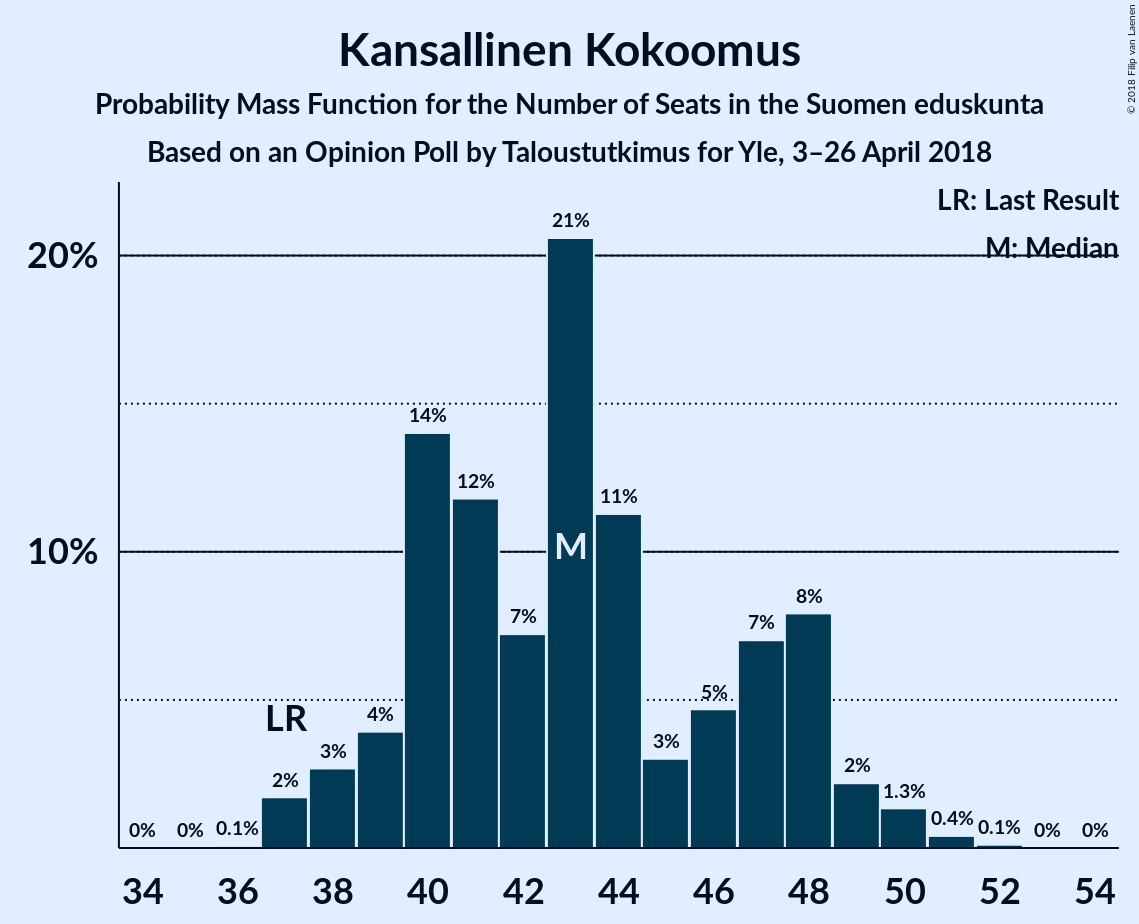 Kansallinen Kokoomus
Probability Mass Function for the Number of Seats in the Suomen eduskunta
Based on an Opinion Poll by Taloustutkimus for Yle, 3–26 April 2018
© 2018 Filip van Laenen
LR: Last Result
M: Median
20%
10%
0% 0% 0.1% 2% 3% 4% 14% 12% 7% 21% 11% 3% 5% 7% 8% 2% 1.3% 0.4% 0.1% 0% 0%
LR
M
34 36 38 40 42 44 46 48 50 52 54